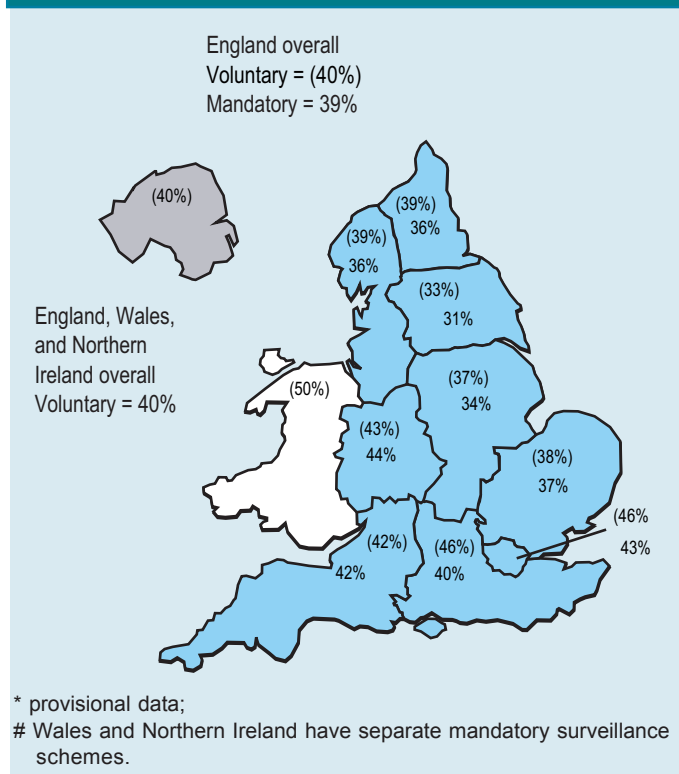 England overall
Voluntary = (40%)
Mandatory = 39%
(40%)
(39%)
36%
(39%)
36%
(33%)
31%
England, Wales,
and Northern
Ireland overall
Voluntary = 40%
(50%)
(37%)
34%
(43%)
44%
(38%)
37%
(46%
43%
(42%)
42%
(46%)
40%
* provisional data;
# Wales and Northern Ireland have separate mandatory surveillance
schemes.